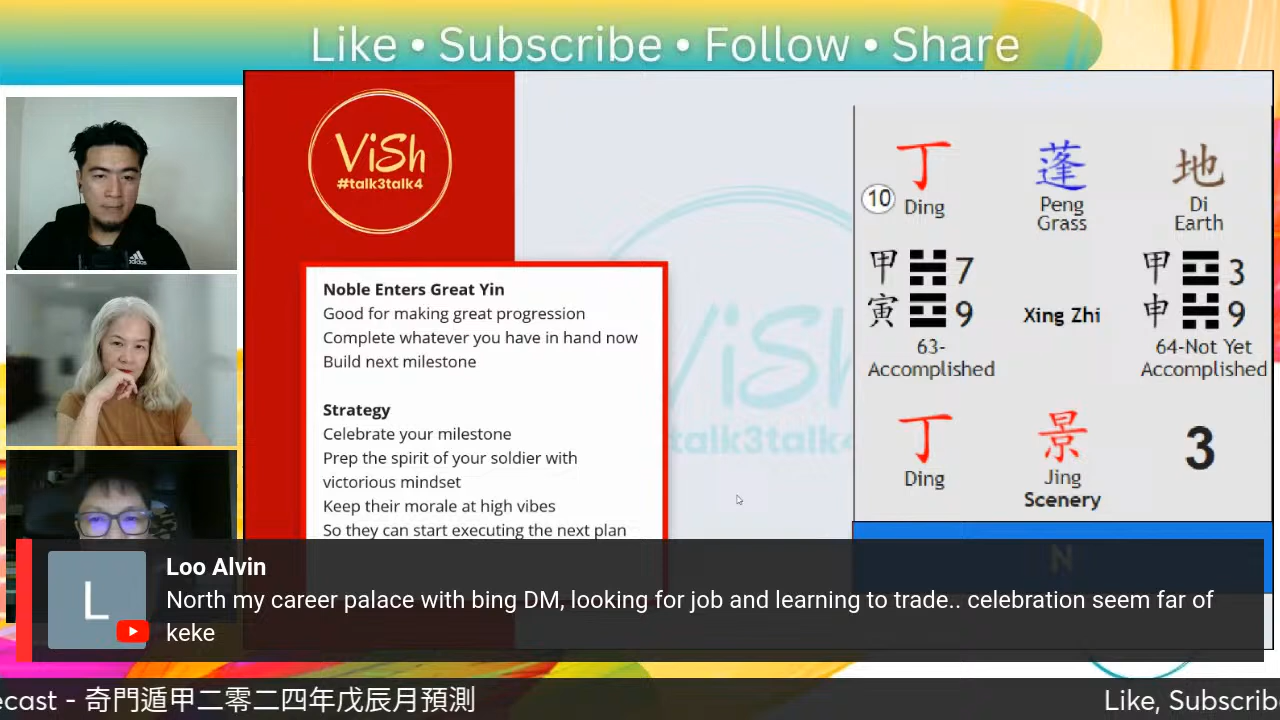 Like • Subscribe • Follow • Share
ViSh
#talk3talk4
Noble Enters Great Yin
Good for making great progression
Complete whatever you have in hand now
Build next milestone
Strategy
Celebrate your milestone
Prep the spirit of your soldier with
victorious mindset
Keep their morale at high vibes
So they can start executing the next plan
ViSh
talk3talk4
丁 蓬 地
10 Ding Peng Di
Grass Earth
甲 7 甲 3
寅 9 Xing Zhi 申 9
63- 64-Not Yet
Accomplished Accomplished
丁 景 3
Ding Jing
Scenery
N
adidas
L
Loo Alvin
North my career palace with bing DM, looking for job and learning to trade.. celebration seem far of
keke
ecast - 奇門遁甲二零二四年戊辰月預測 Like, Subscrib